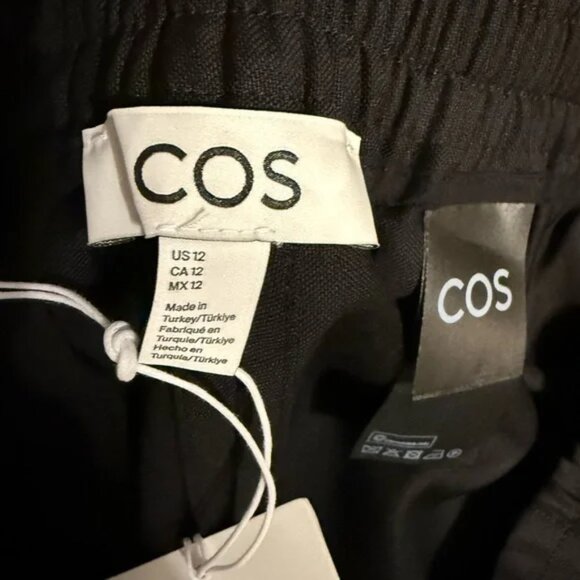 COS
US 12
CA 12
MX 12
Made in
Turkey/Türkiye
Fabriqué en
Turquie/Türkiye
Hecho en
Turquía/Türkiye
COS